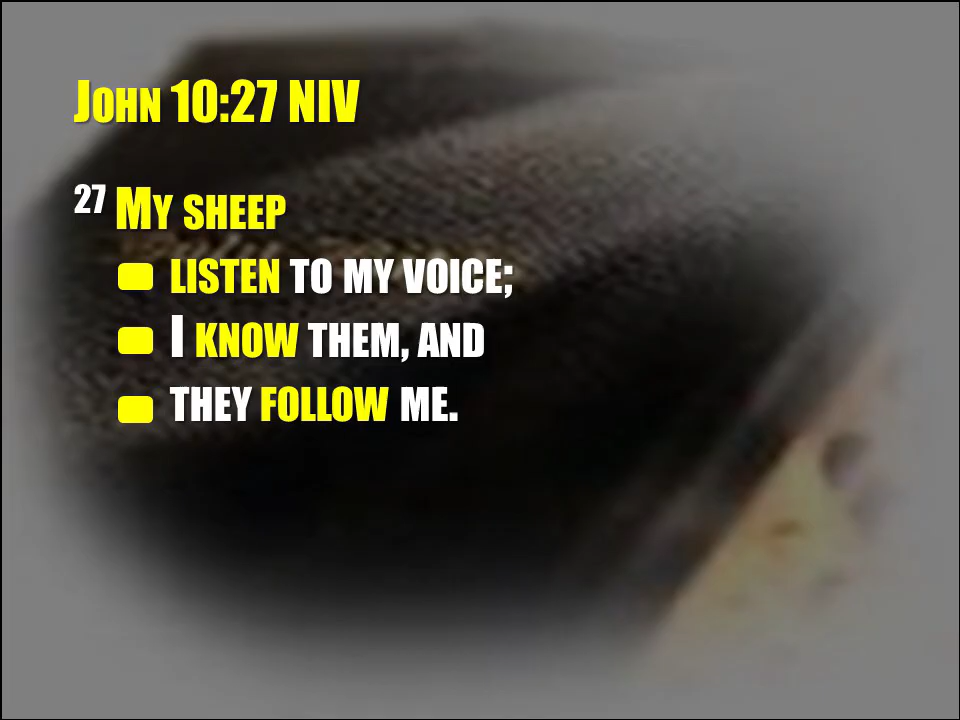 John 10:27 NIV
27 My sheep
listen to my voice;
I know them, and
they follow me.